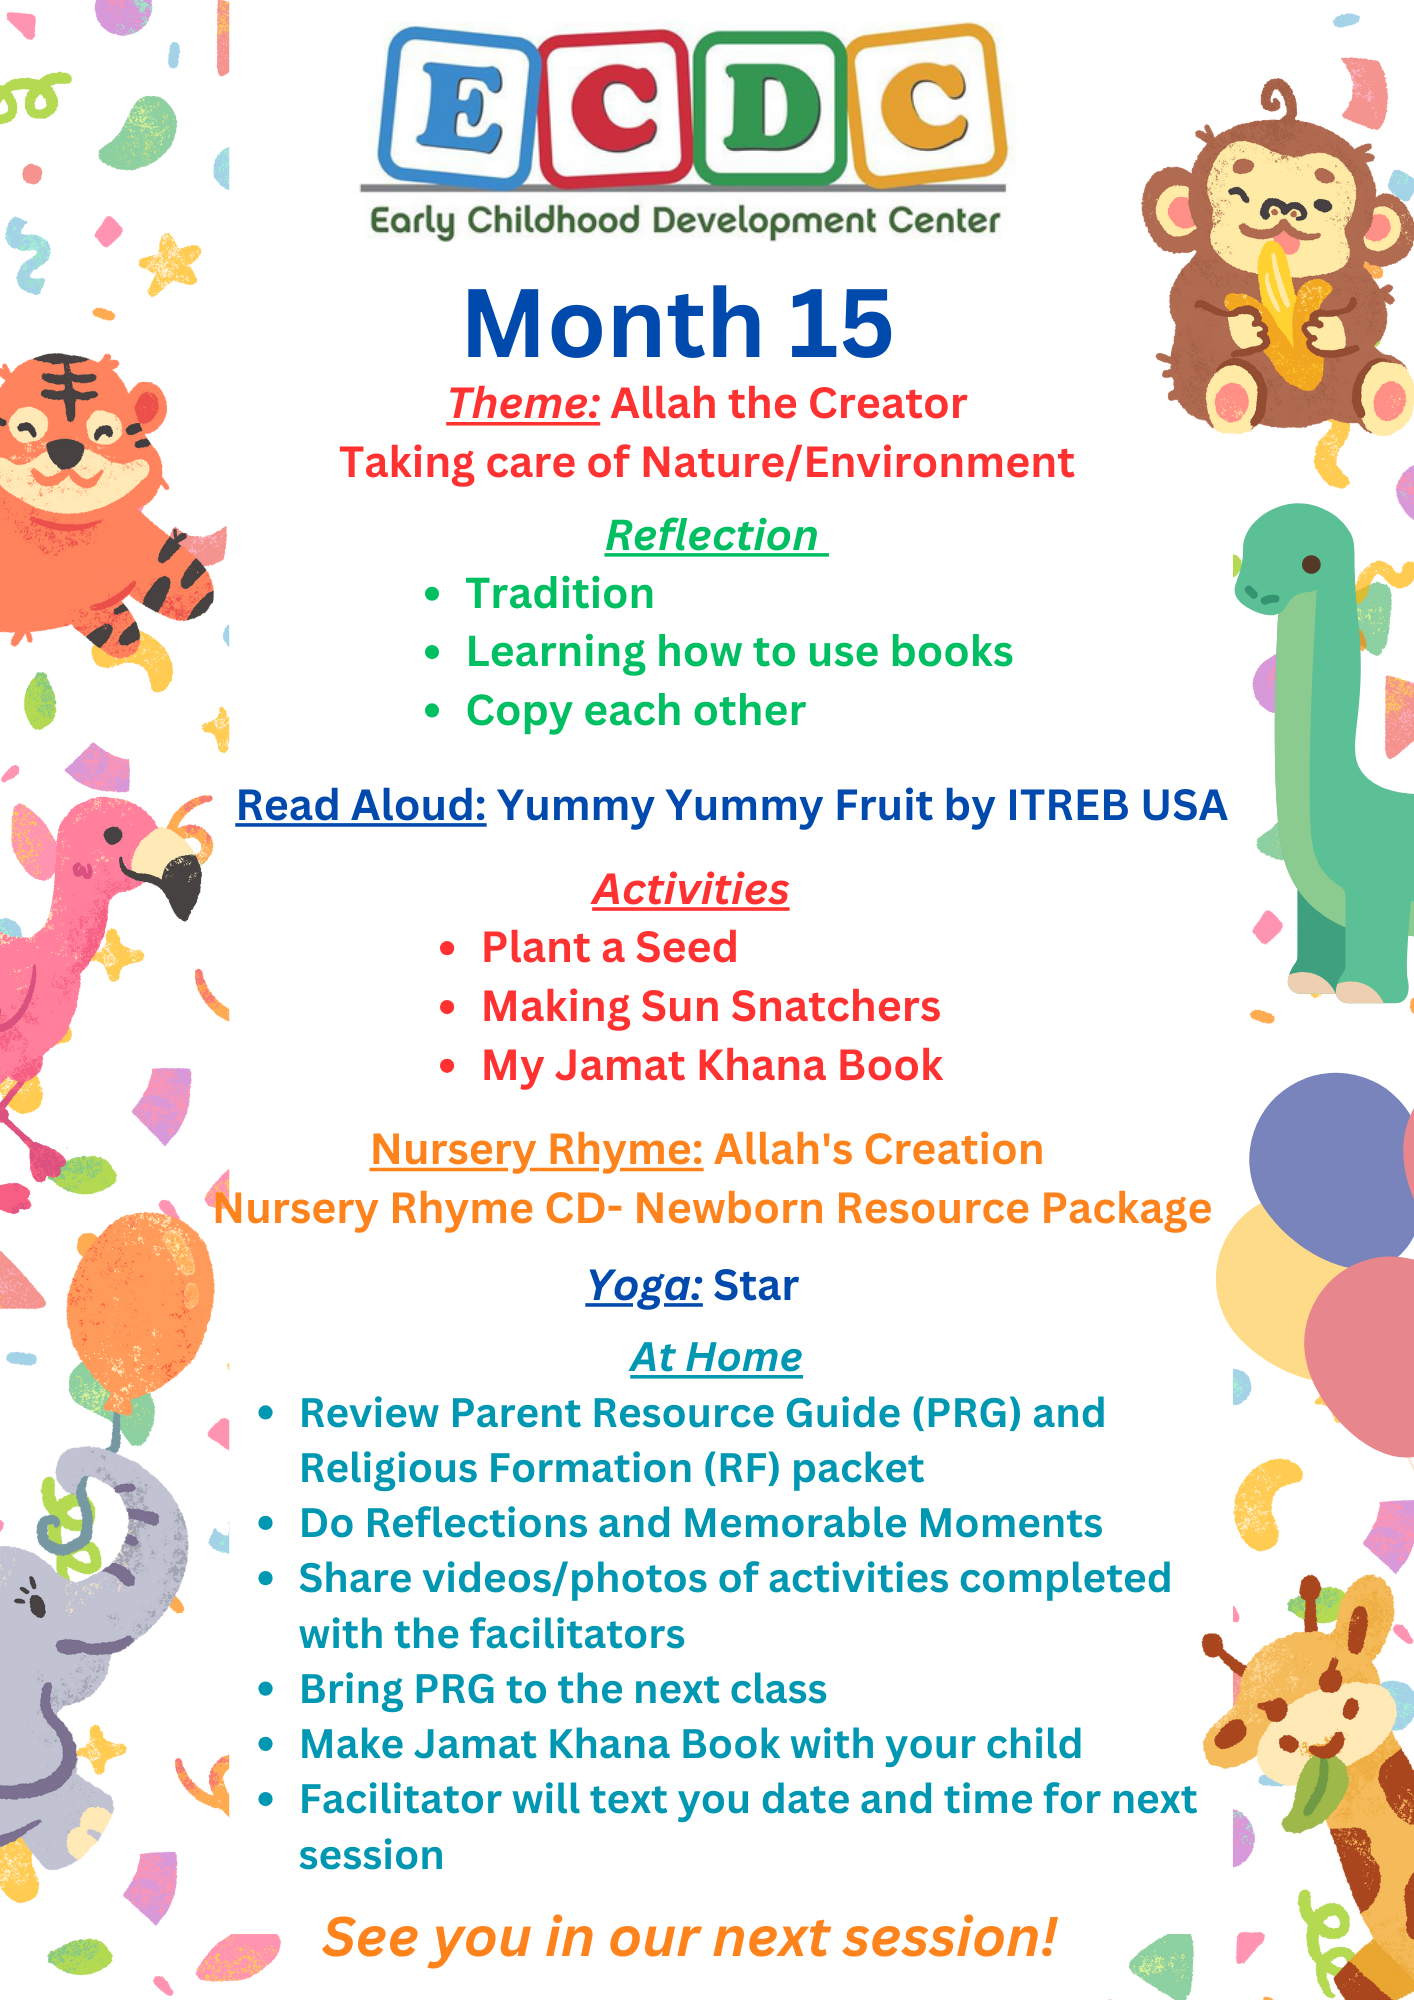 E C D C
Early Childhood Development Center
Month 15
Theme: Allah the Creator
Taking care of Nature/Environment
Reflection
• Tradition
• Learning how to use books
• Copy each other
Read Aloud: Yummy Yummy Fruit by ITREB USA
Activities
• Plant a Seed
• Making Sun Snatchers
• My Jamat Khana Book
Nursery Rhyme: Allah's Creation
Nursery Rhyme CD- Newborn Resource Package
Yoga: Star
At Home
• Review Parent Resource Guide (PRG) and
Religious Formation (RF) packet
• Do Reflections and Memorable Moments
• Share videos/photos of activities completed
with the facilitators
• Bring PRG to the next class
• Make Jamat Khana Book with your child
• Facilitator will text you date and time for next
session
See you in our next session!